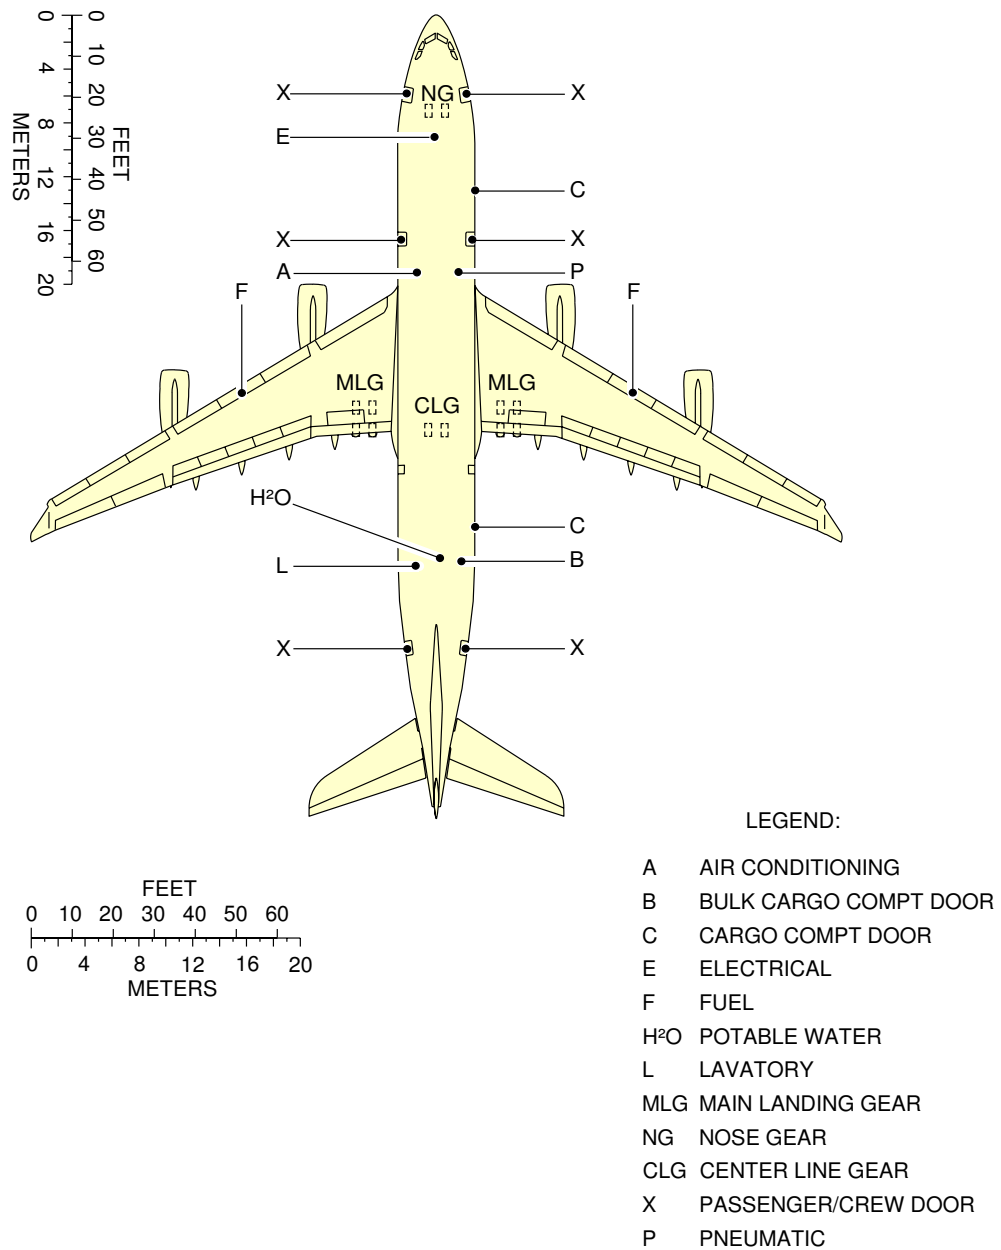 0 10 20 30 40 50 60
FEET
0 4 8 12 16 20
METERS
X NG X
E
C
X X
A P
F F
MLG MLG
CLG
H²O
C
L B
X X
FEET
0 10 20 30 40 50 60
0 4 8 12 16 20
METERS
LEGEND:
A AIR CONDITIONING
B BULK CARGO COMPT DOOR
C CARGO COMPT DOOR
E ELECTRICAL
F FUEL
H²O POTABLE WATER
L LAVATORY
MLG MAIN LANDING GEAR
NG NOSE GEAR
CLG CENTER LINE GEAR
X PASSENGER/CREW DOOR
P PNEUMATIC